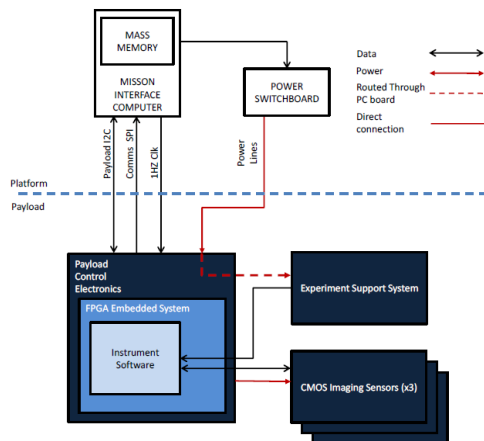 MASS
MEMORY
MISSON
INTERFACE
COMPUTER
POWER
SWITCHBOARD
Data
Power
Routed Through
PC board
Direct
connection
Payload I2C
Comms SPI
1HZ Clk
Power
Lines
Platform
Payload
Payload
Control
Electronics
FPGA Embedded System
Instrument
Software
Experiment Support System
CMOS Imaging Sensors (x3)